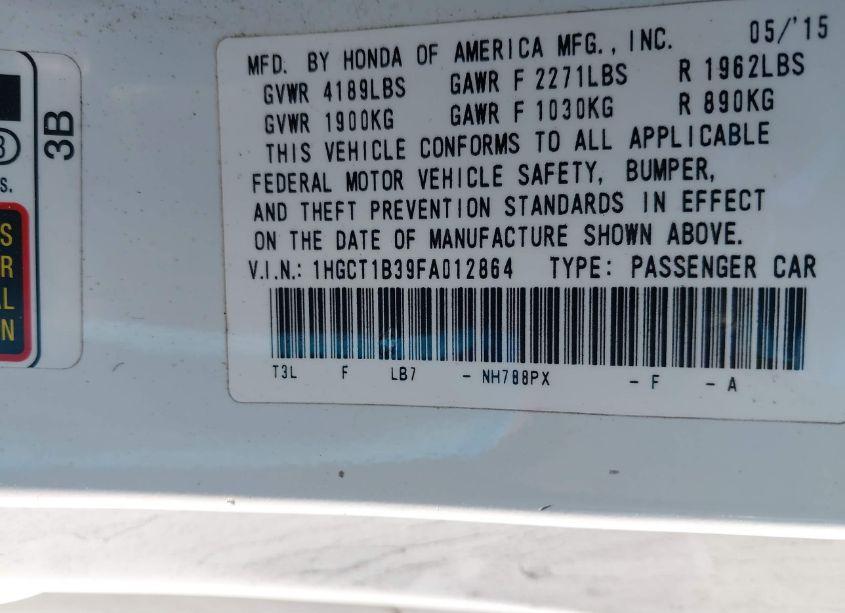 MFD. BY HONDA OF AMERICA MFG., INC. 05/'15
GVWR 4189LBS GAWR F 2271LBS R 1962LBS
GVWR 1900KG GAWR F 1030KG R 890KG
THIS VEHICLE CONFORMS TO ALL APPLICABLE
FEDERAL MOTOR VEHICLE SAFETY, BUMPER,
AND THEFT PREVENTION STANDARDS IN EFFECT
ON THE DATE OF MANUFACTURE SHOWN ABOVE.
V.I.N.: 1HGCT1B39FA012864 TYPE: PASSENGER CAR
T3L F LB7 - NH788PX - F - A
3B